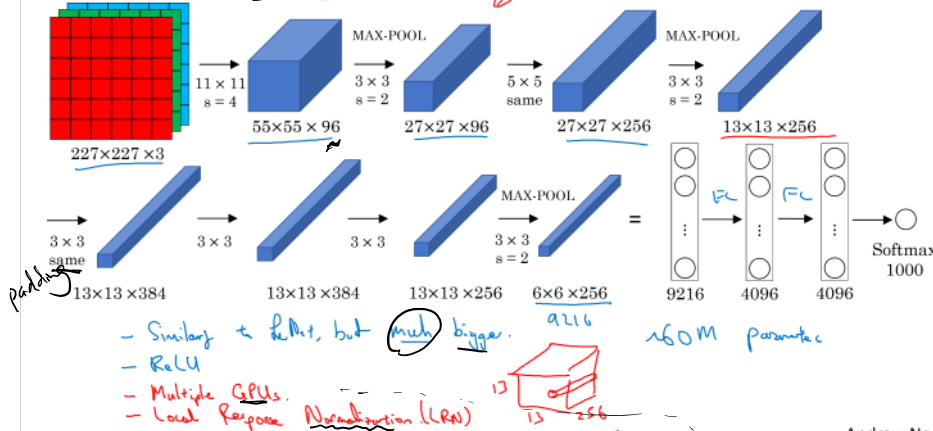 MAX-POOL
MAX-POOL
11 × 11
s = 4
3 × 3
s = 2
5 × 5
same
3 × 3
s = 2
227×227 ×3
55×55 × 96
27×27 ×96
27×27 ×256
13×13 ×256
MAX-POOL
FC
FC
=
3 × 3
same
3 × 3
3 × 3
3 × 3
s = 2
Softmax
1000
padding
13×13 ×384
13×13 ×384
13×13 ×256
6×6 ×256
9216
4096
4096
9216
- Similar to LeNet, but much bigger.
~60M parameter
- ReLU
- Multiple GPUs.
- Local Response Normalization (LRN)
13
13
256